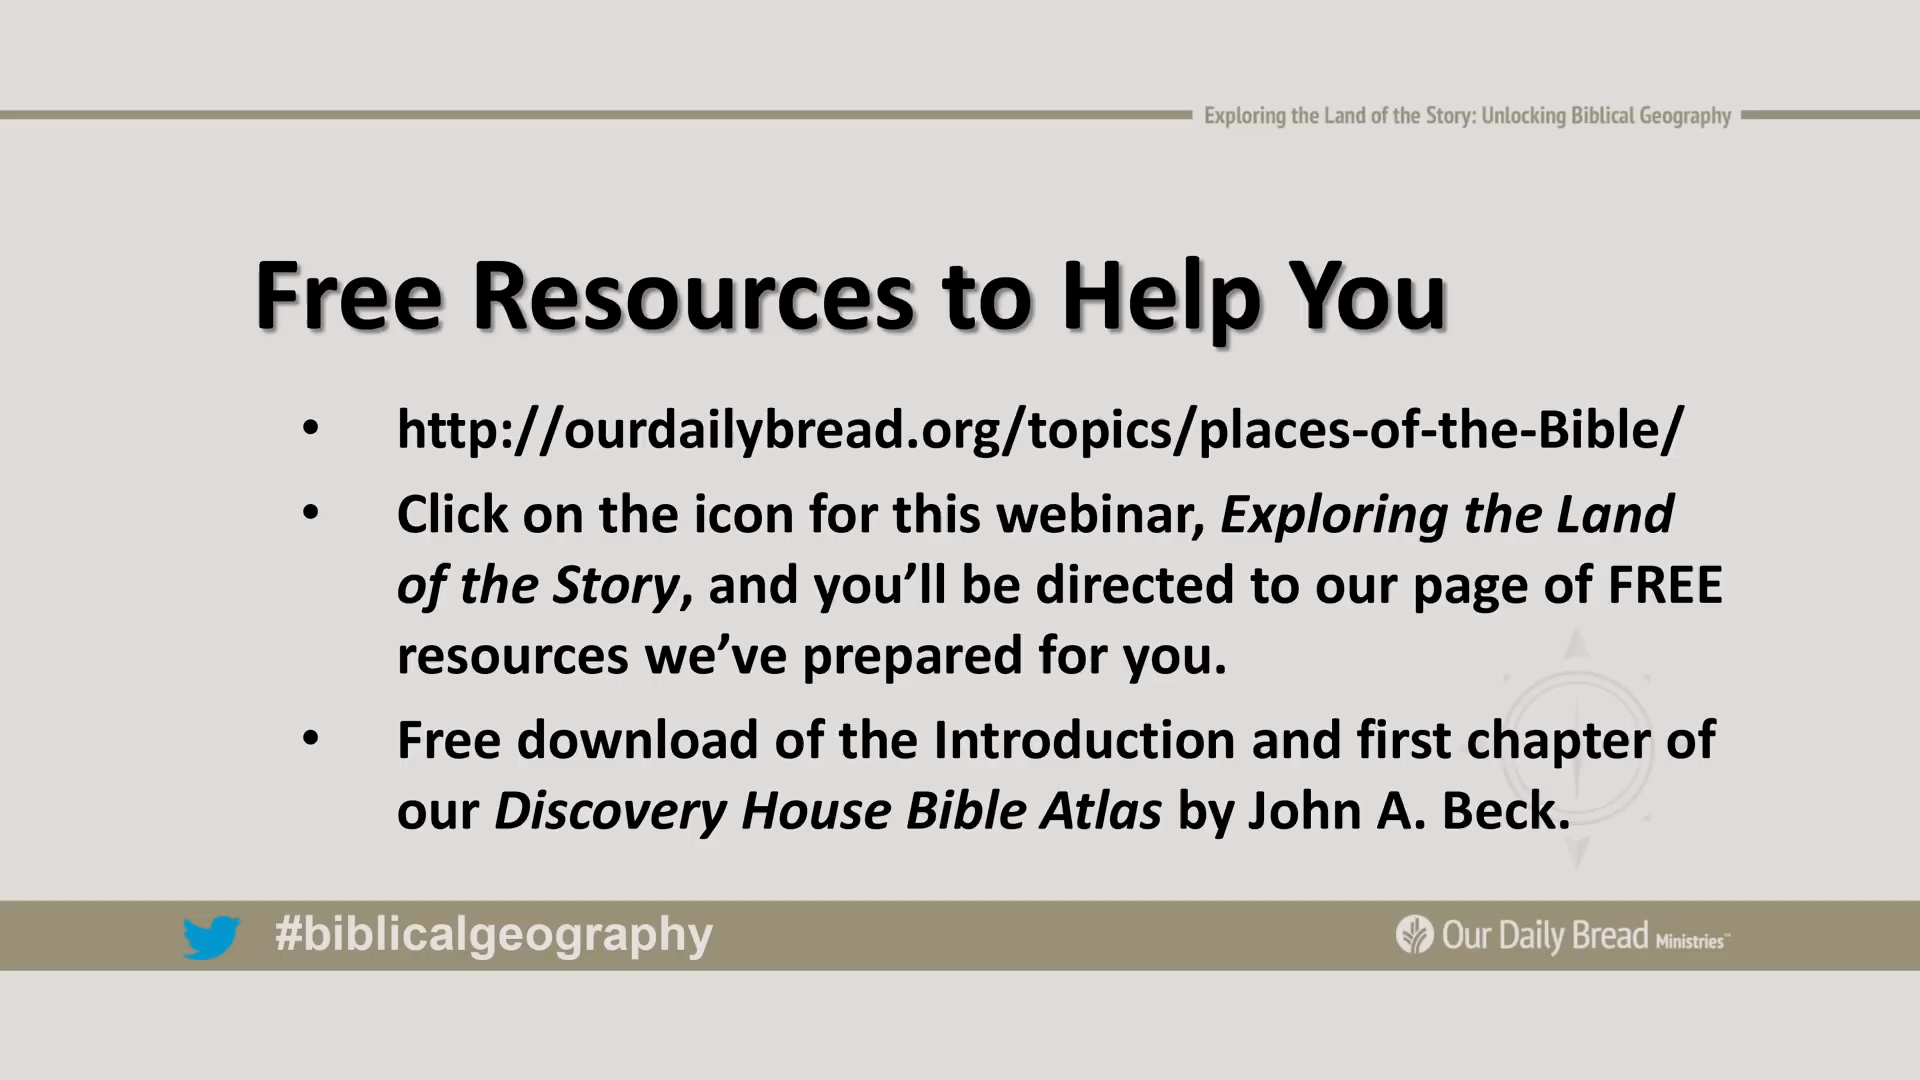 Exploring the Land of the Story: Unlocking Biblical Geography
Free Resources to Help You
• http://ourdailybread.org/topics/places-of-the-Bible/
• Click on the icon for this webinar, Exploring the Land
of the Story, and you’ll be directed to our page of FREE
resources we’ve prepared for you.
• Free download of the Introduction and first chapter of
our Discovery House Bible Atlas by John A. Beck.
#biblicalgeography
Our Daily Bread Ministries™